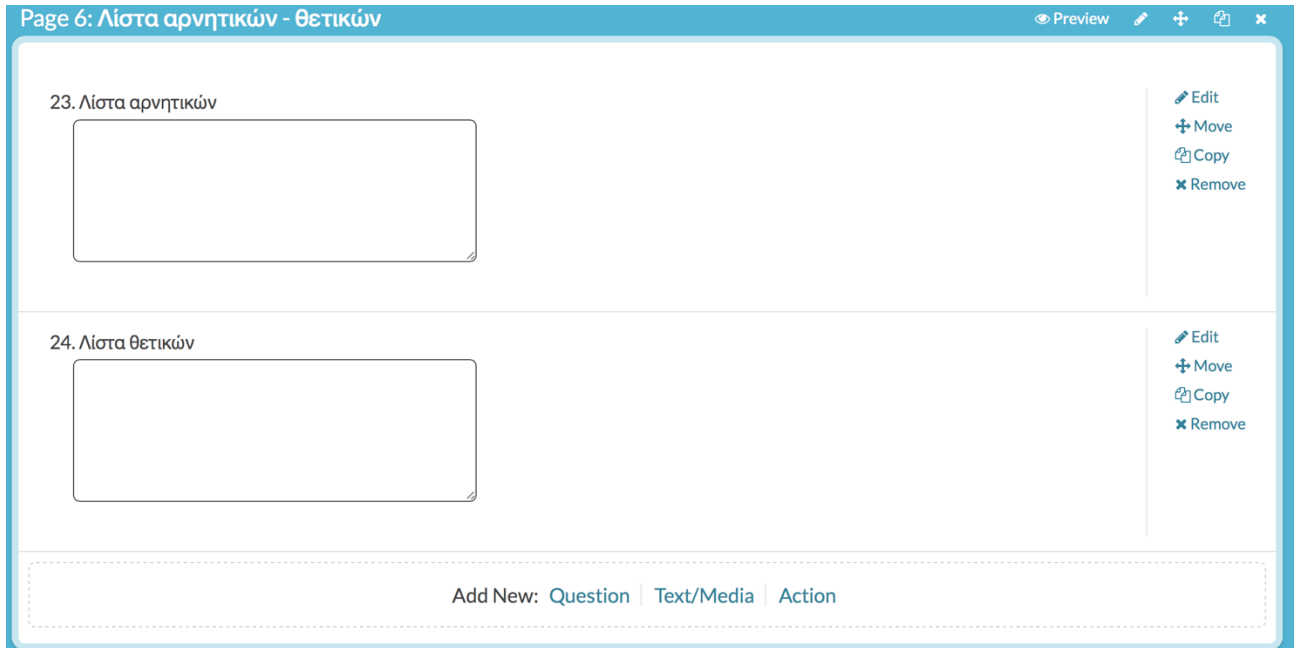 Page 6: Λίστα αρνητικών - θετικών Preview
23. Λίστα αρνητικών
Edit
Move
Copy
Remove
24. Λίστα θετικών
Edit
Move
Copy
Remove
Add New: Question Text/Media Action